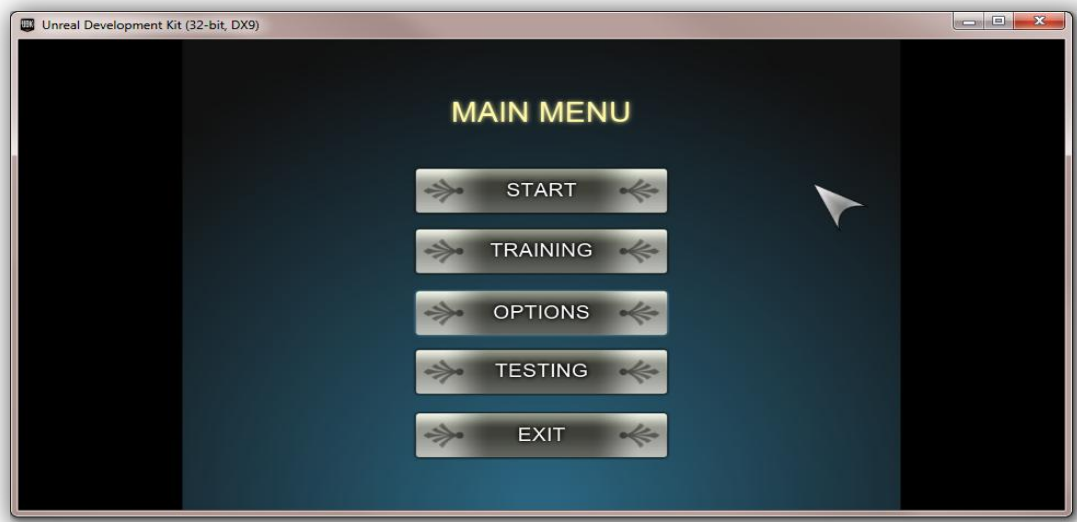 Unreal Development Kit (32-bit, DX9)
MAIN MENU
START
TRAINING
OPTIONS
TESTING
EXIT